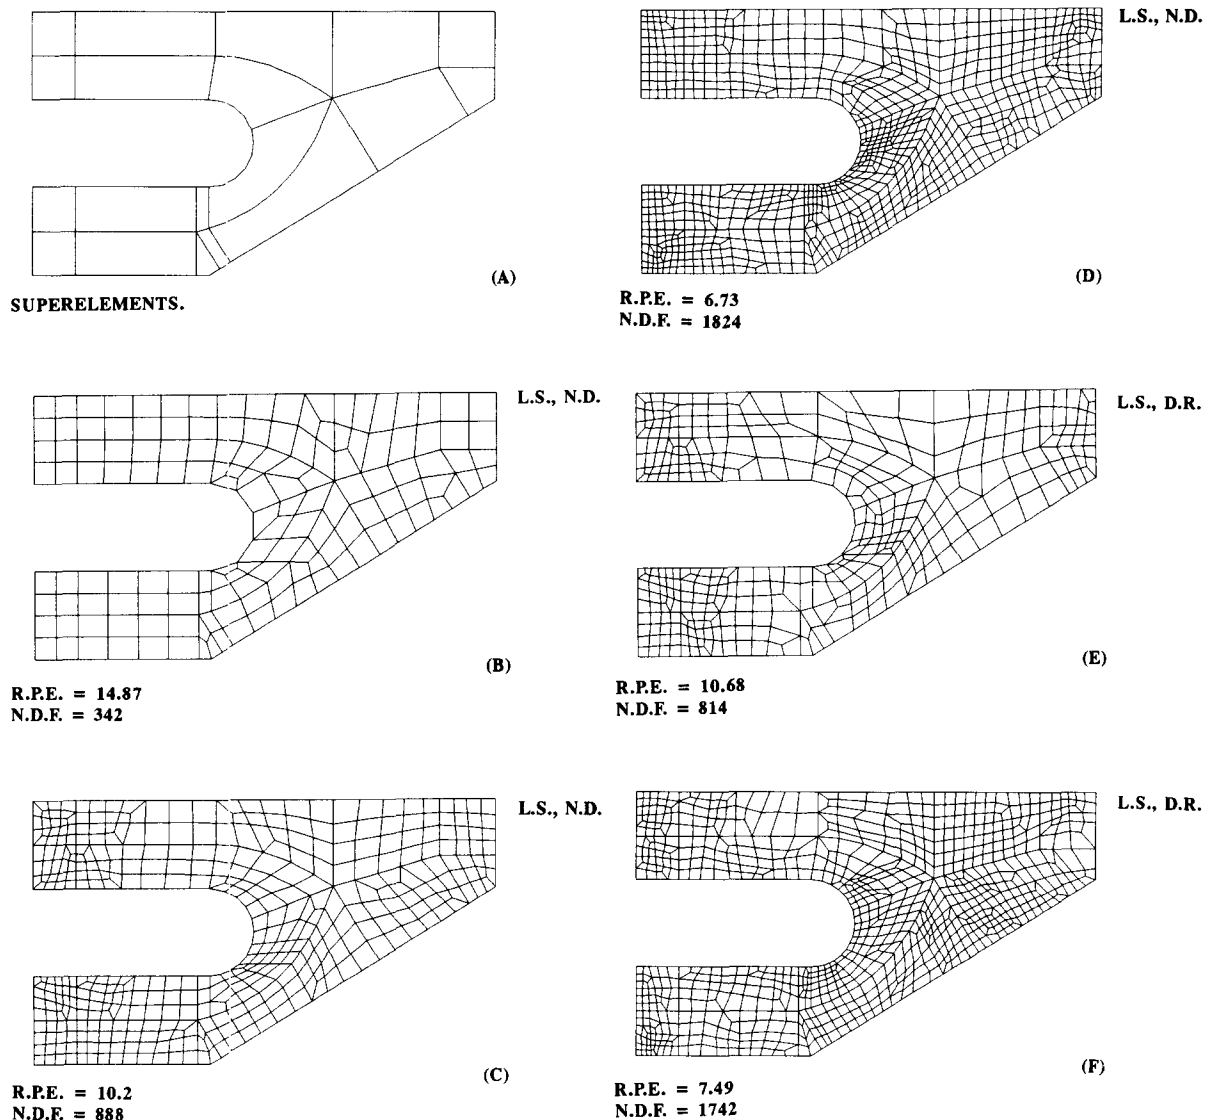 (A)
SUPERELEMENTS.
L.S., N.D.
(B)
R.P.E. = 14.87
N.D.F. = 342
L.S., N.D.
(C)
R.P.E. = 10.2
N.D.F. = 888
L.S., N.D.
(D)
R.P.E. = 6.73
N.D.F. = 1824
L.S., D.R.
(E)
R.P.E. = 10.68
N.D.F. = 814
L.S., D.R.
(F)
R.P.E. = 7.49
N.D.F. = 1742